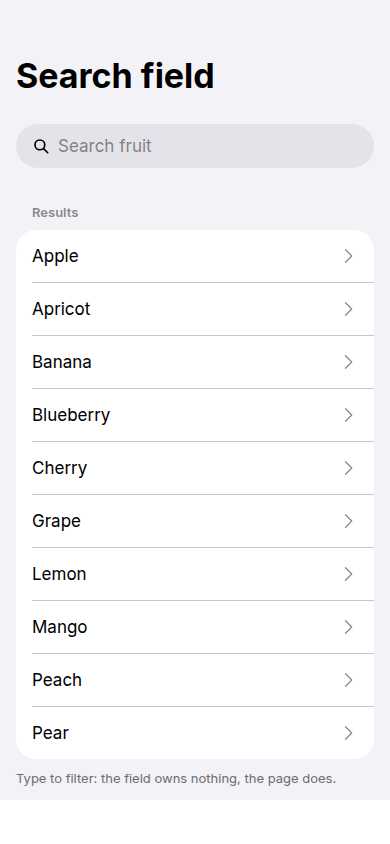 Search field
Search fruit
Results
Apple
Apricot
Banana
Blueberry
Cherry
Grape
Lemon
Mango
Peach
Pear
Type to filter: the field owns nothing, the page does.